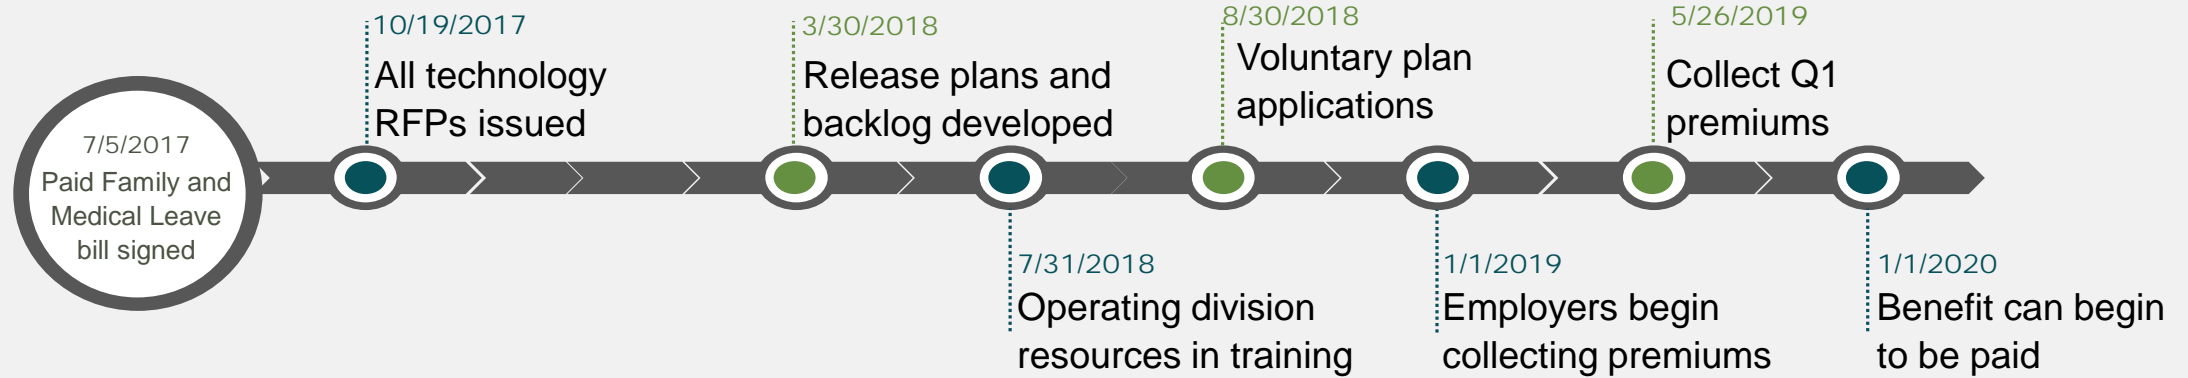 7/5/2017
Paid Family and
Medical Leave
bill signed
10/19/2017
All technology
RFPs issued
3/30/2018
Release plans and
backlog developed
7/31/2018
Operating division
resources in training
8/30/2018
Voluntary plan
applications
1/1/2019
Employers begin
collecting premiums
5/26/2019
Collect Q1
premiums
1/1/2020
Benefit can begin
to be paid